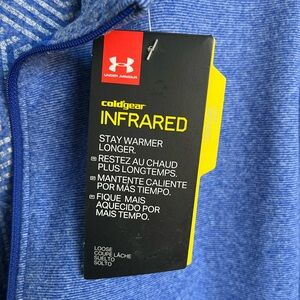 UNDER ARMOUR
coldgear
INFRARED
STAY WARMER
LONGER.
RESTEZ AU CHAUD
PLUS LONGTEMPS.
MANTENTE CALIENTE
POR MÁS TIEMPO.
FIQUE MAIS
AQUECIDO POR
MAIS TEMPO.
LOOSE
COUPE LÂCHE
SUELTO
SOLTO